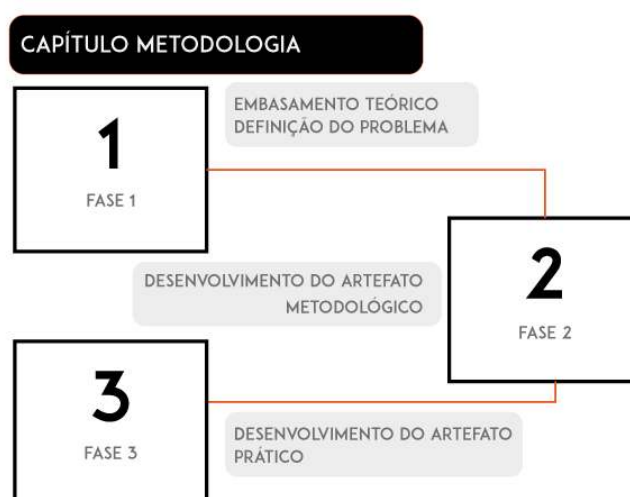 CAPÍTULO METODOLOGIA
EMBASAMENTO TEÓRICO
DEFINIÇÃO DO PROBLEMA
1
FASE 1
DESENVOLVIMENTO DO ARTEFATO
METODOLÓGICO
2
FASE 2
3
FASE 3
DESENVOLVIMENTO DO ARTEFATO
PRÁTICO